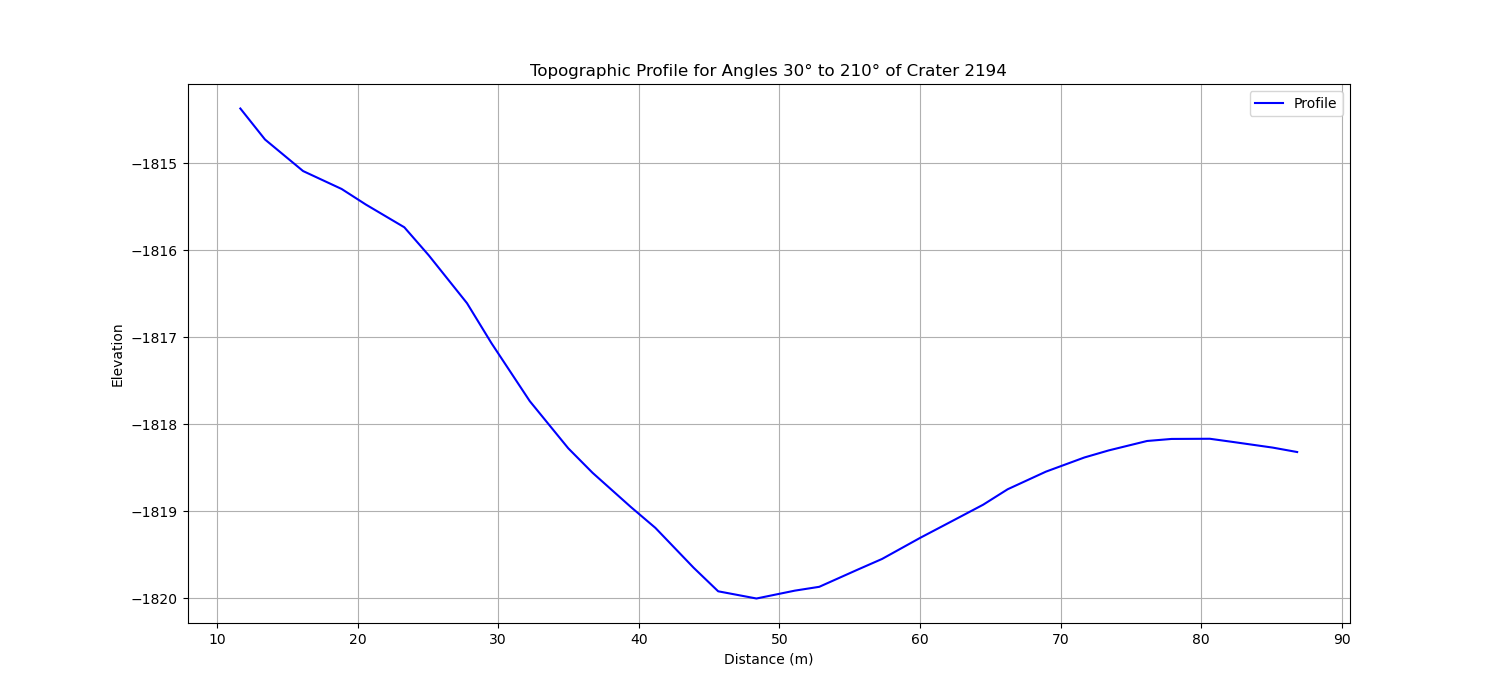 Topographic Profile for Angles 30° to 210° of Crater 2194
Profile
−1815
−1816
−1817
−1818
−1819
−1820
Elevation
10 20 30 40 50 60 70 80 90
Distance (m)